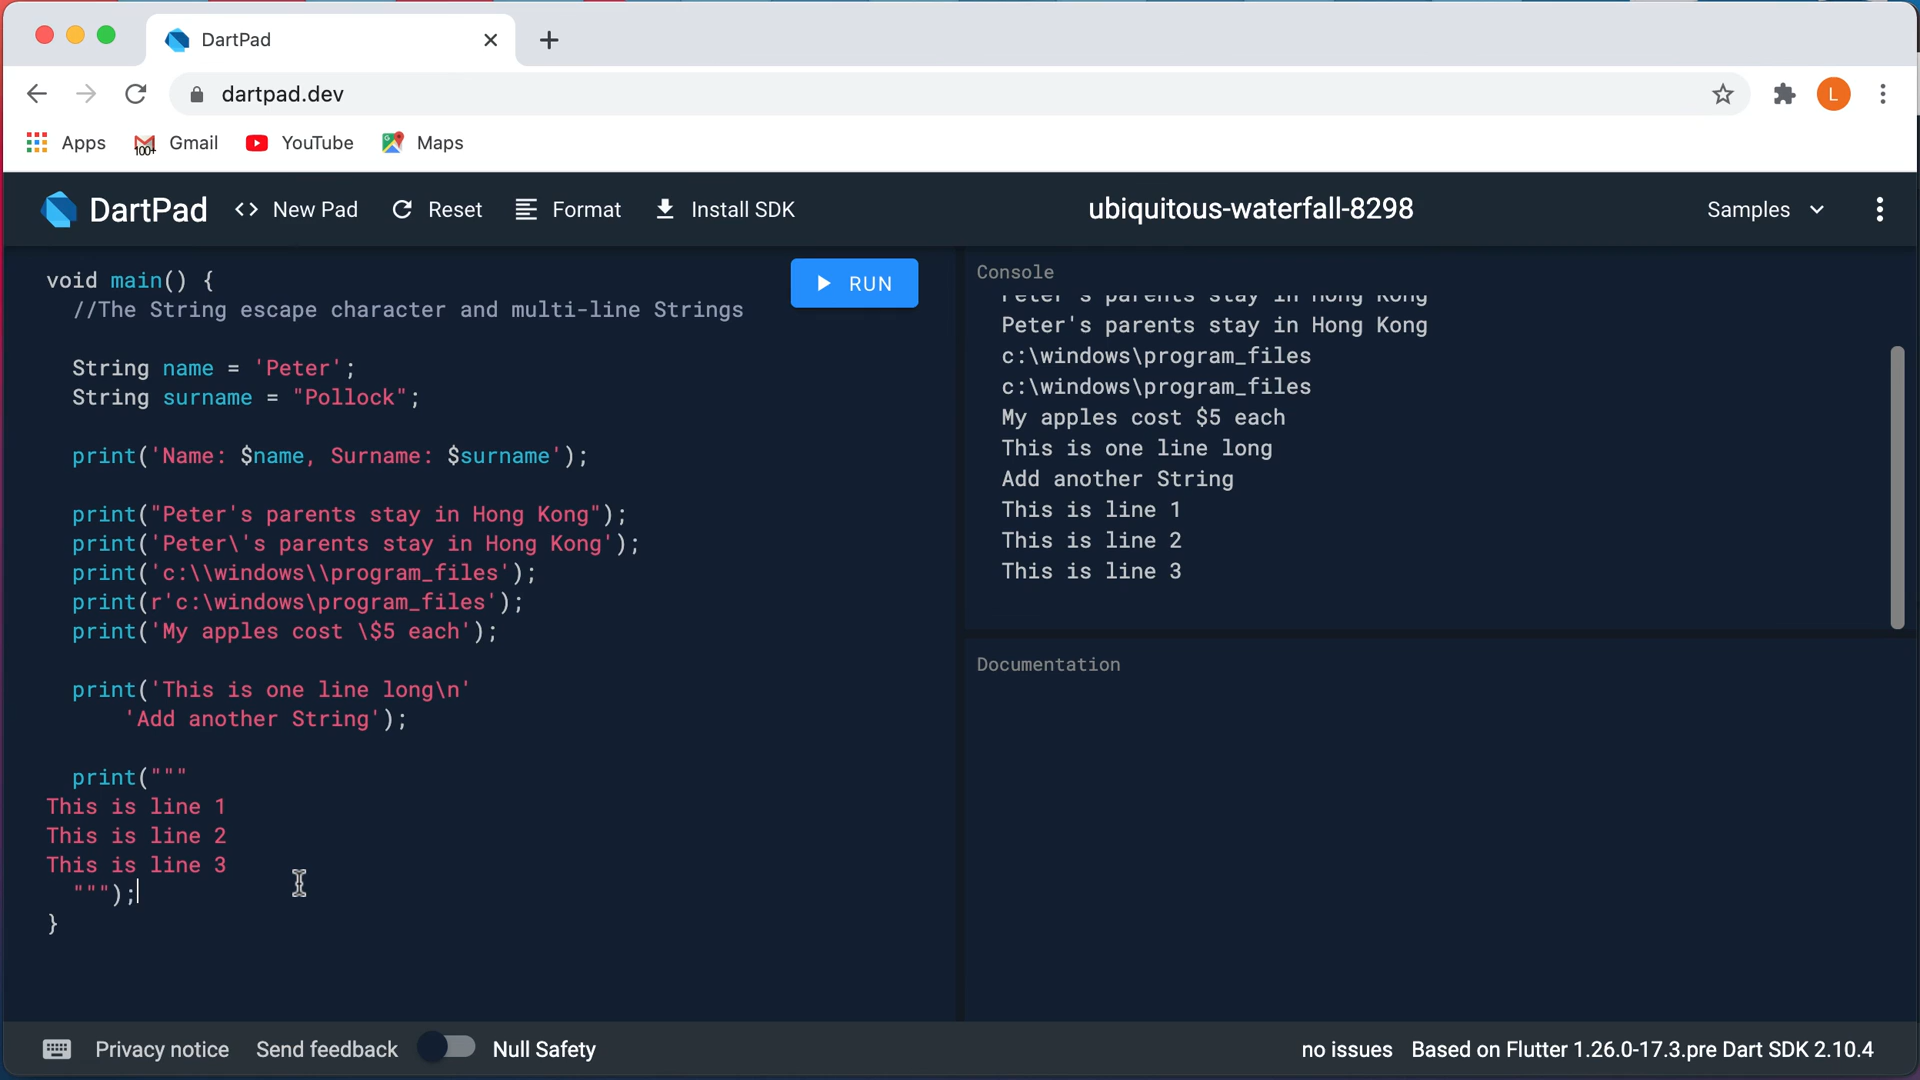 DartPad
dartpad.dev
L
Apps
100+
Gmail
YouTube
Maps
DartPad
<> New Pad
Reset
Format
Install SDK
ubiquitous-waterfall-8298
Samples
void main() {
//The String escape character and multi-line Strings
String name = 'Peter';
String surname = "Pollock";
print('Name: $name, Surname: $surname');
print("Peter's parents stay in Hong Kong");
print('Peter\'s parents stay in Hong Kong');
print('c:\\windows\\program_files');
print(r'c:\windows\program_files');
print('My apples cost \$5 each');
print('This is one line long\n'
'Add another String');
print("""
This is line 1
This is line 2
This is line 3
""");
}
RUN
Console
Peter's parents stay in Hong Kong
Peter's parents stay in Hong Kong
c:\windows\program_files
c:\windows\program_files
My apples cost $5 each
This is one line long
Add another String
This is line 1
This is line 2
This is line 3
Documentation
Privacy notice
Send feedback
Null Safety
no issues
Based on Flutter 1.26.0-17.3.pre Dart SDK 2.10.4